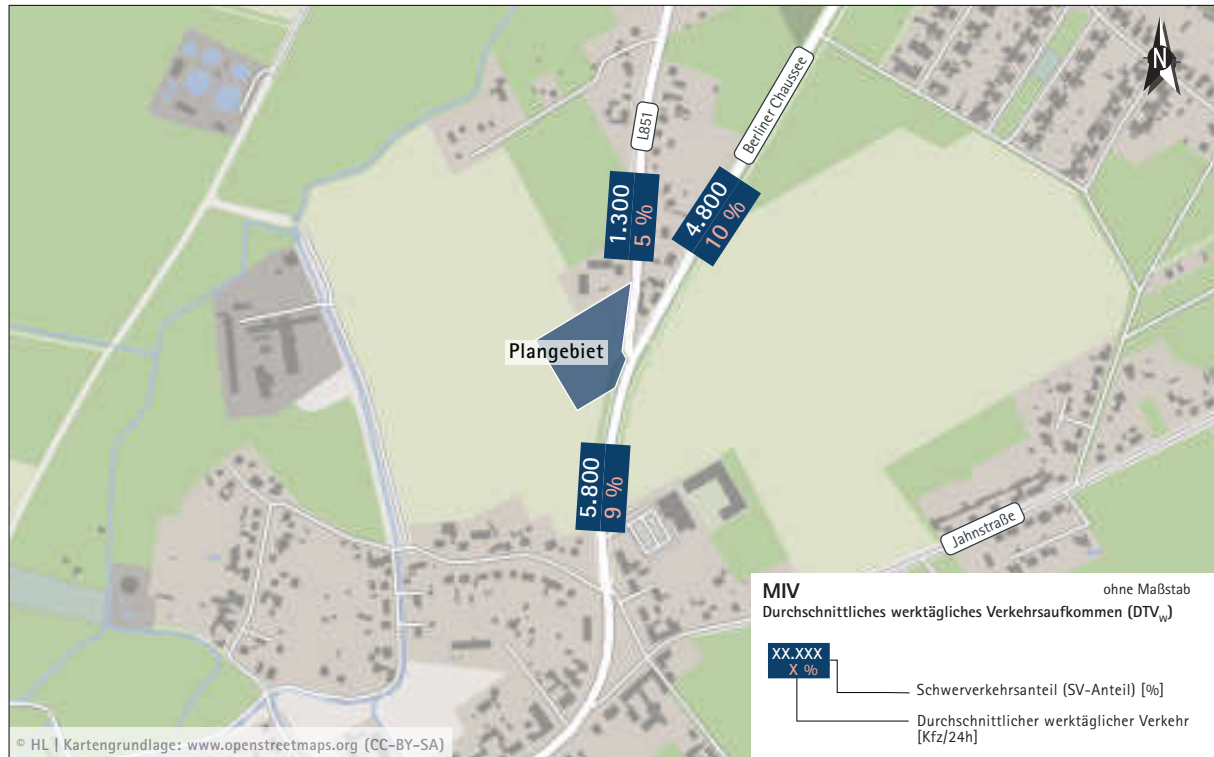 N
L851
Berliner Chaussee
1.300
5 %
4.800
10 %
Plangebiet
5.800
9 %
Jahnstraße
MIV
ohne Maßstab
Durchschnittliches werktägliches Verkehrsaufkommen (DTVw)
XX.XXX
X %
Schwerverkehrsanteil (SV-Anteil) [%]
Durchschnittlicher werktäglicher Verkehr
[Kfz/24h]
© HL | Kartengrundlage: www.openstreetmaps.org (CC-BY-SA)